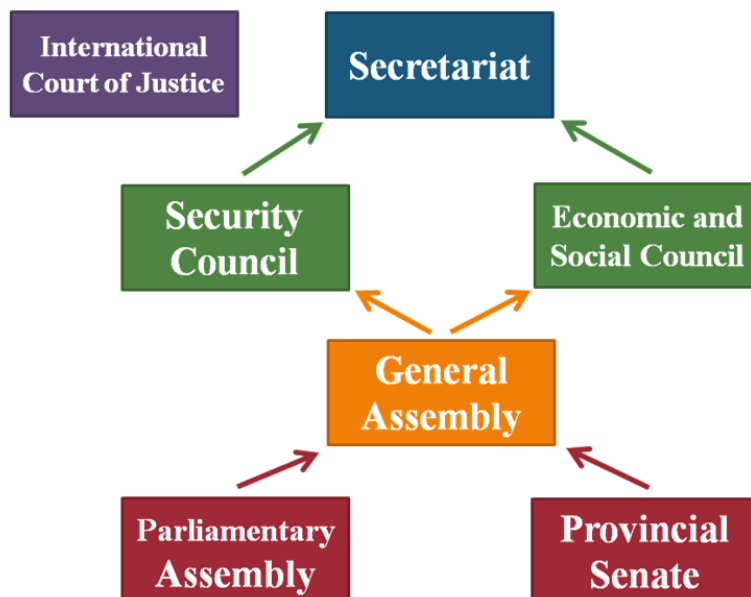 International
Court of Justice
Secretariat
Security
Council
Economic and
Social Council
General
Assembly
Parliamentary
Assembly
Provincial
Senate